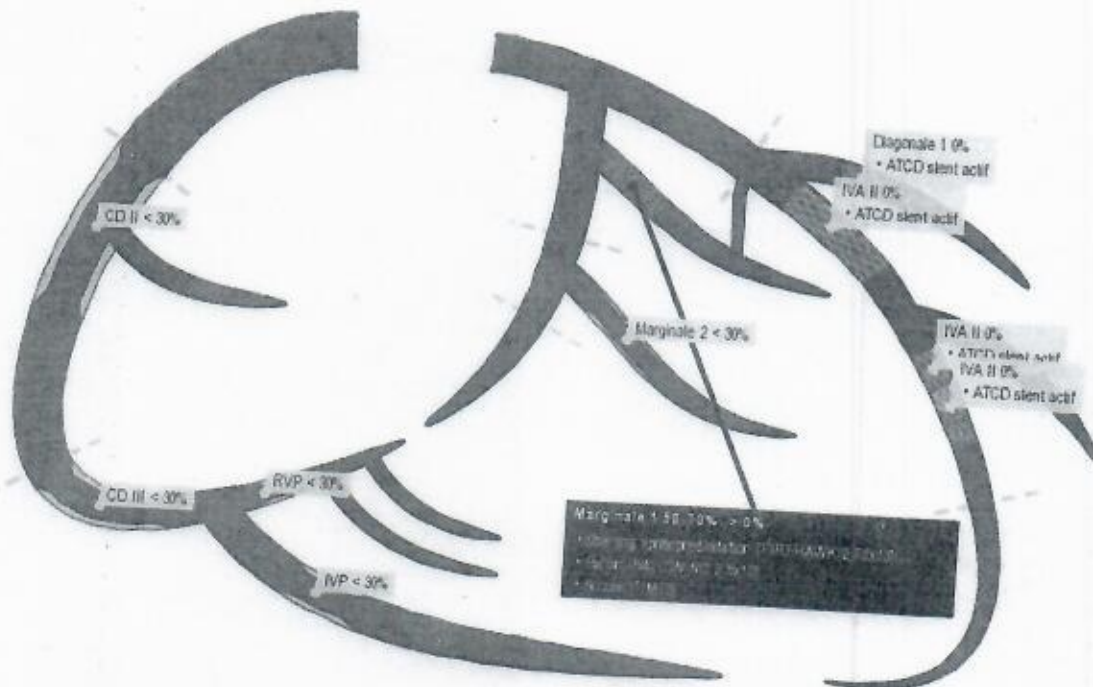 Diagonale 1 0%
• ATCD stent actif
IVA II 0%
• ATCD stent actif
CD II < 30%
Marginale 2 < 30%
IVA II 0%
• ATCD stent actif
IVA II 0%
• ATCD stent actif
RVP < 30%
CD III < 30%
Marginale 1 50 70% > 0%
IVP < 30%